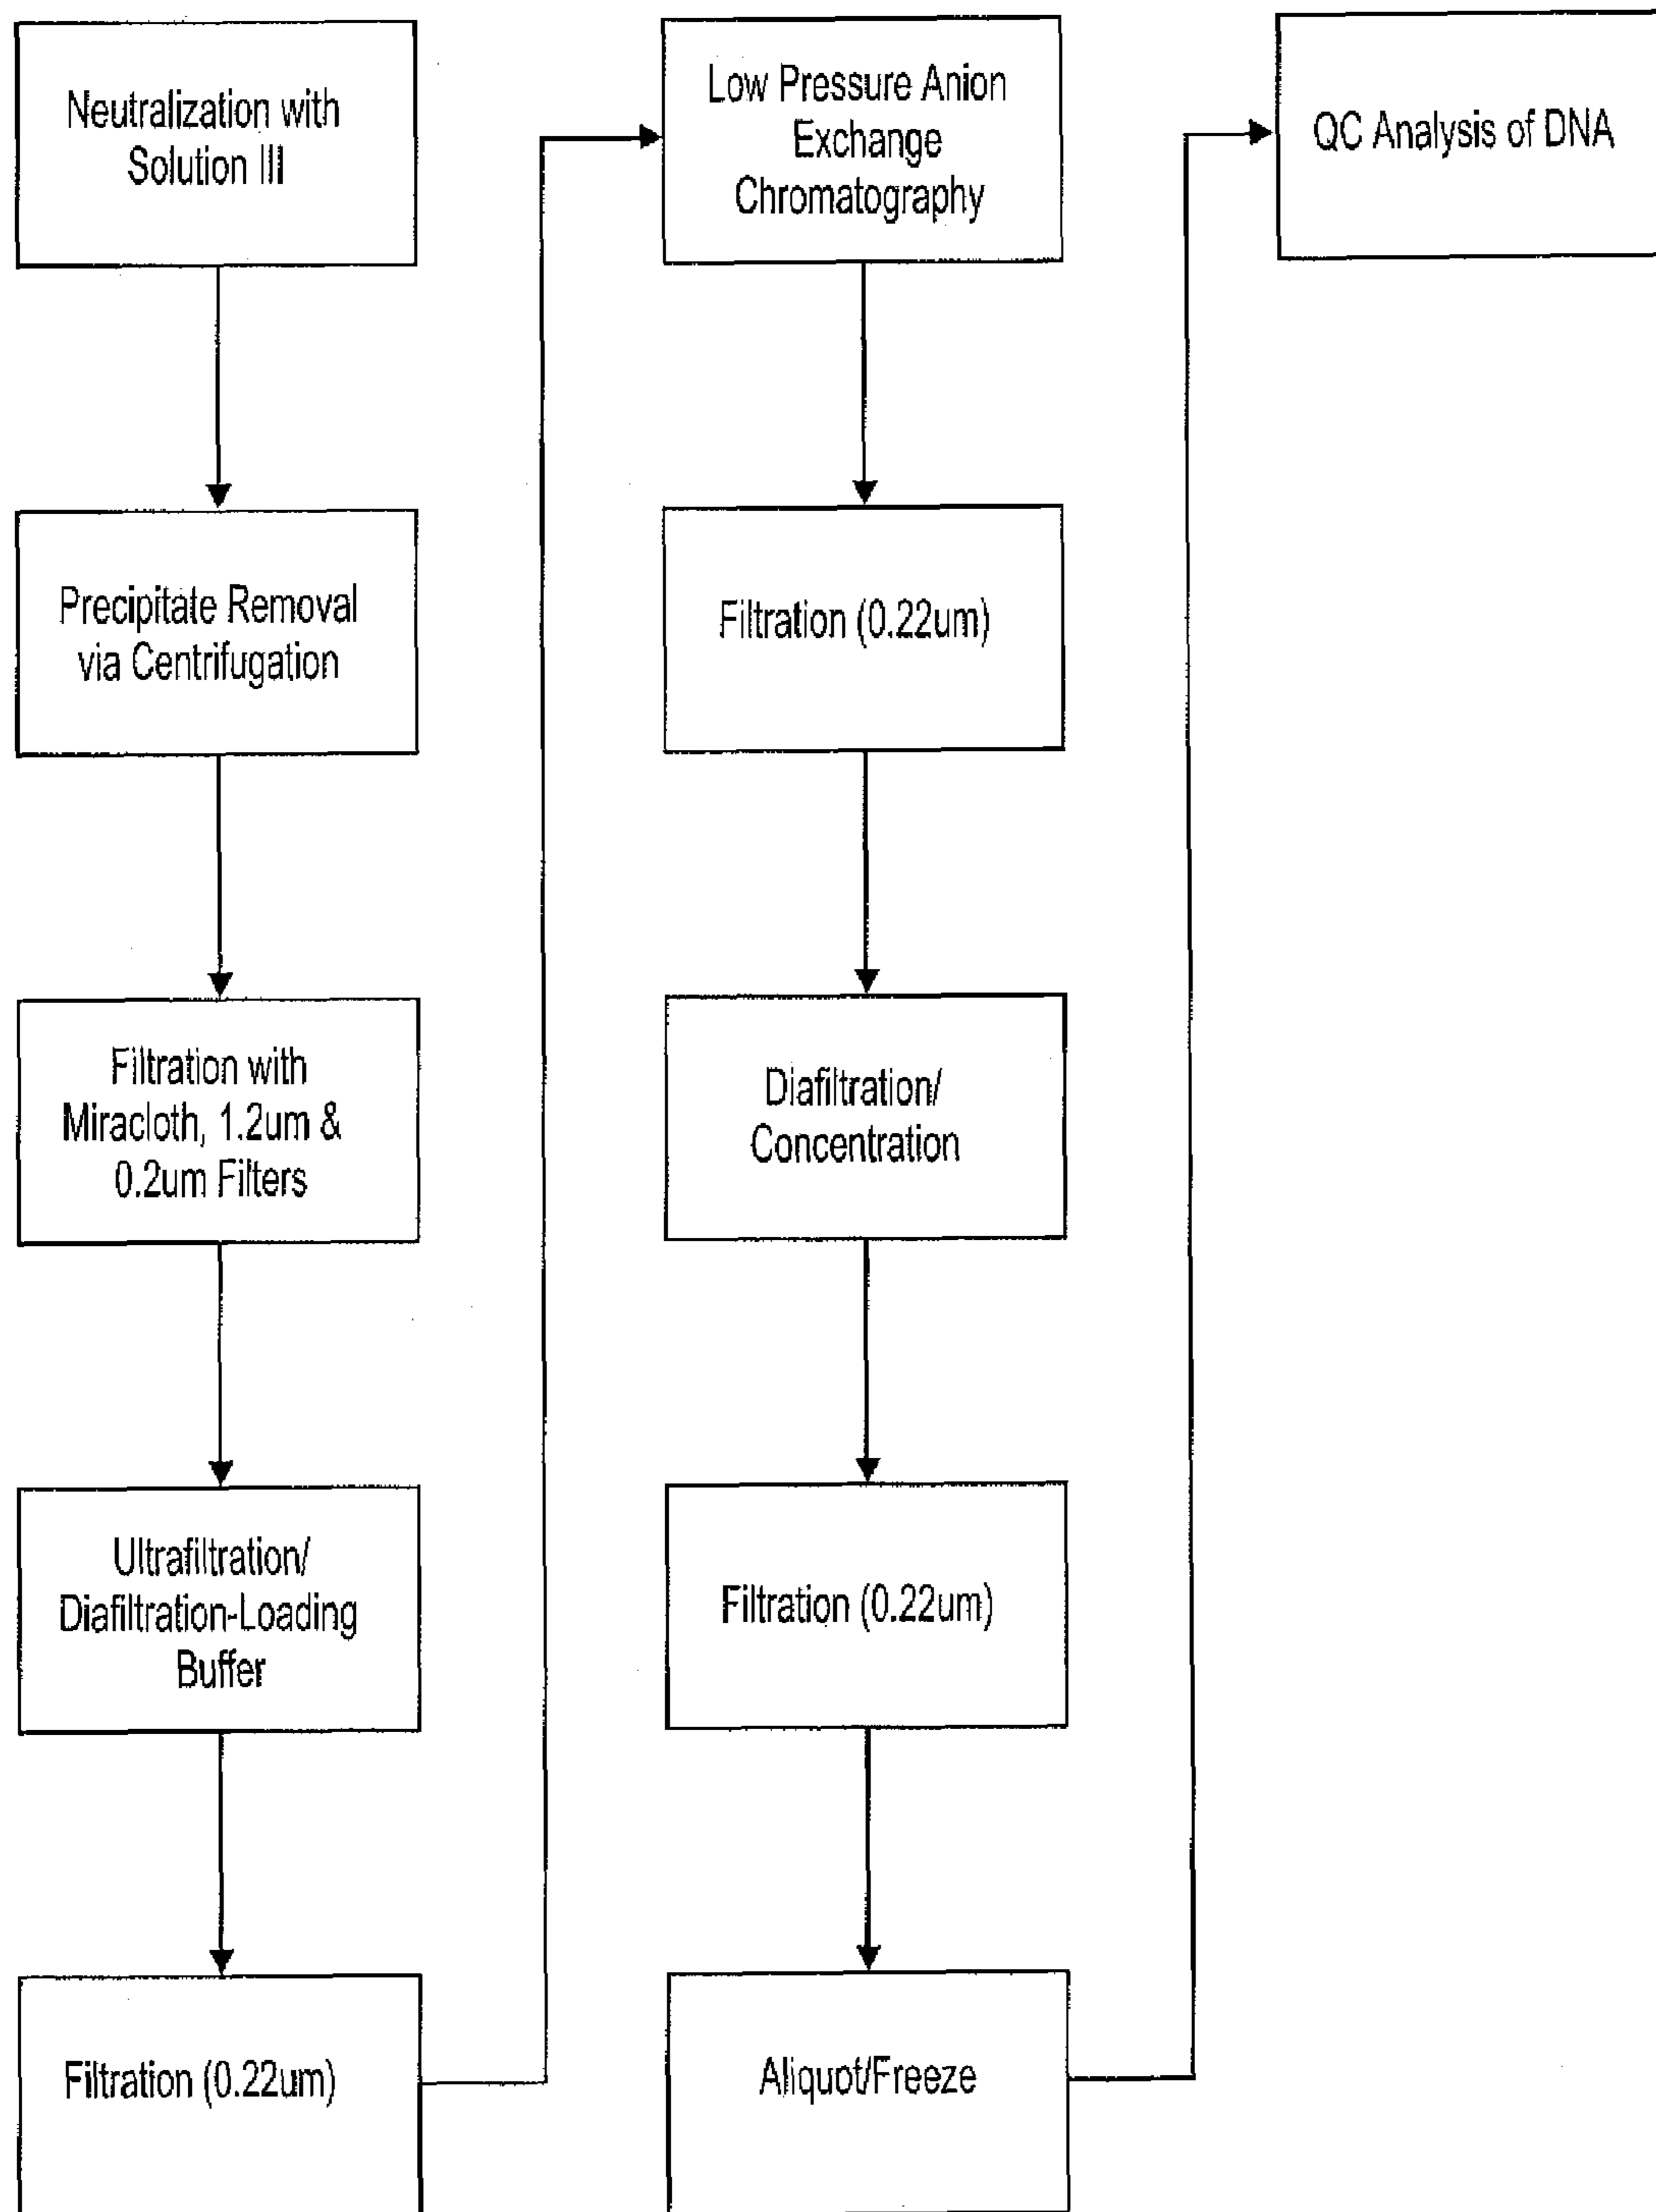 Neutralization with
Solution III
Precipitate Removal
via Centrifugation
Filtration with
Miracloth, 1.2um &
0.2um Filters
Ultrafiltration/
Diafiltration-Loading
Buffer
Filtration (0.22um)
Low Pressure Anion
Exchange
Chromatography
Filtration (0.22um)
Diafiltration/
Concentration
Filtration (0.22um)
Aliquot/Freeze
QC Analysis of DNA